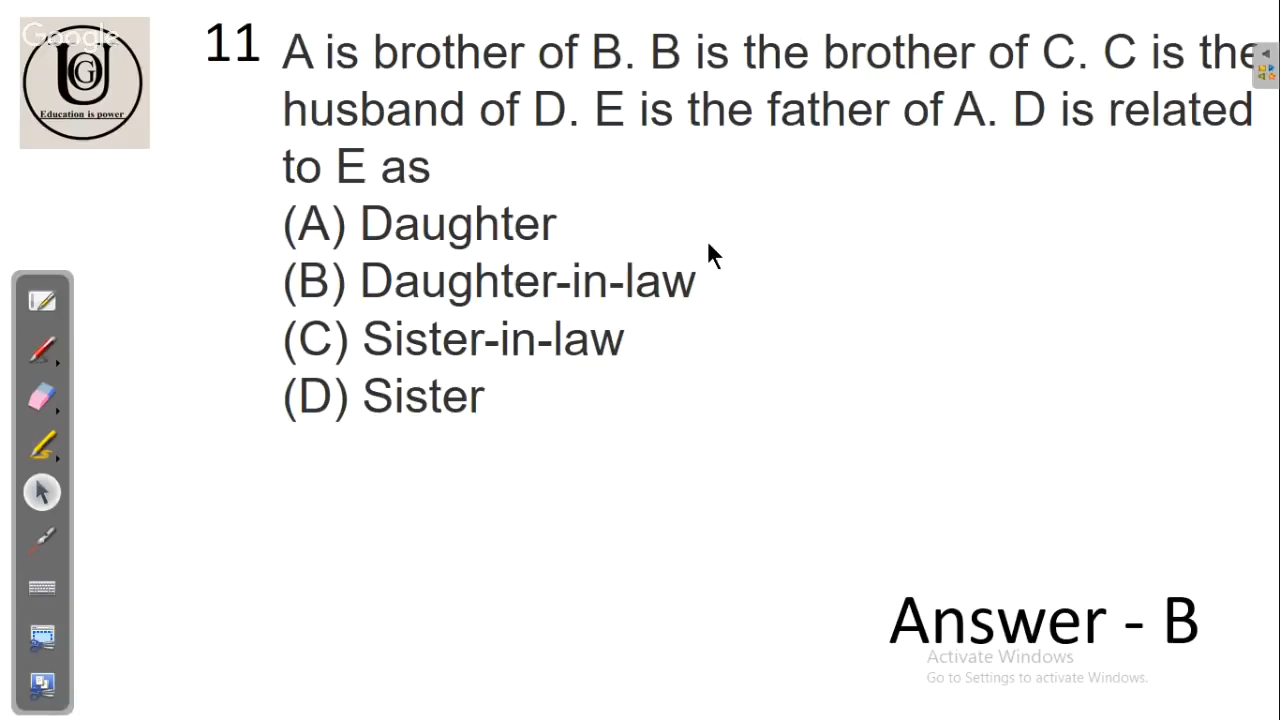 Google
U
G
Education is power
11 A is brother of B. B is the brother of C. C is the
husband of D. E is the father of A. D is related
to E as
(A) Daughter
(B) Daughter-in-law
(C) Sister-in-law
(D) Sister
Answer - B
Activate Windows
Go to Settings to activate Windows.